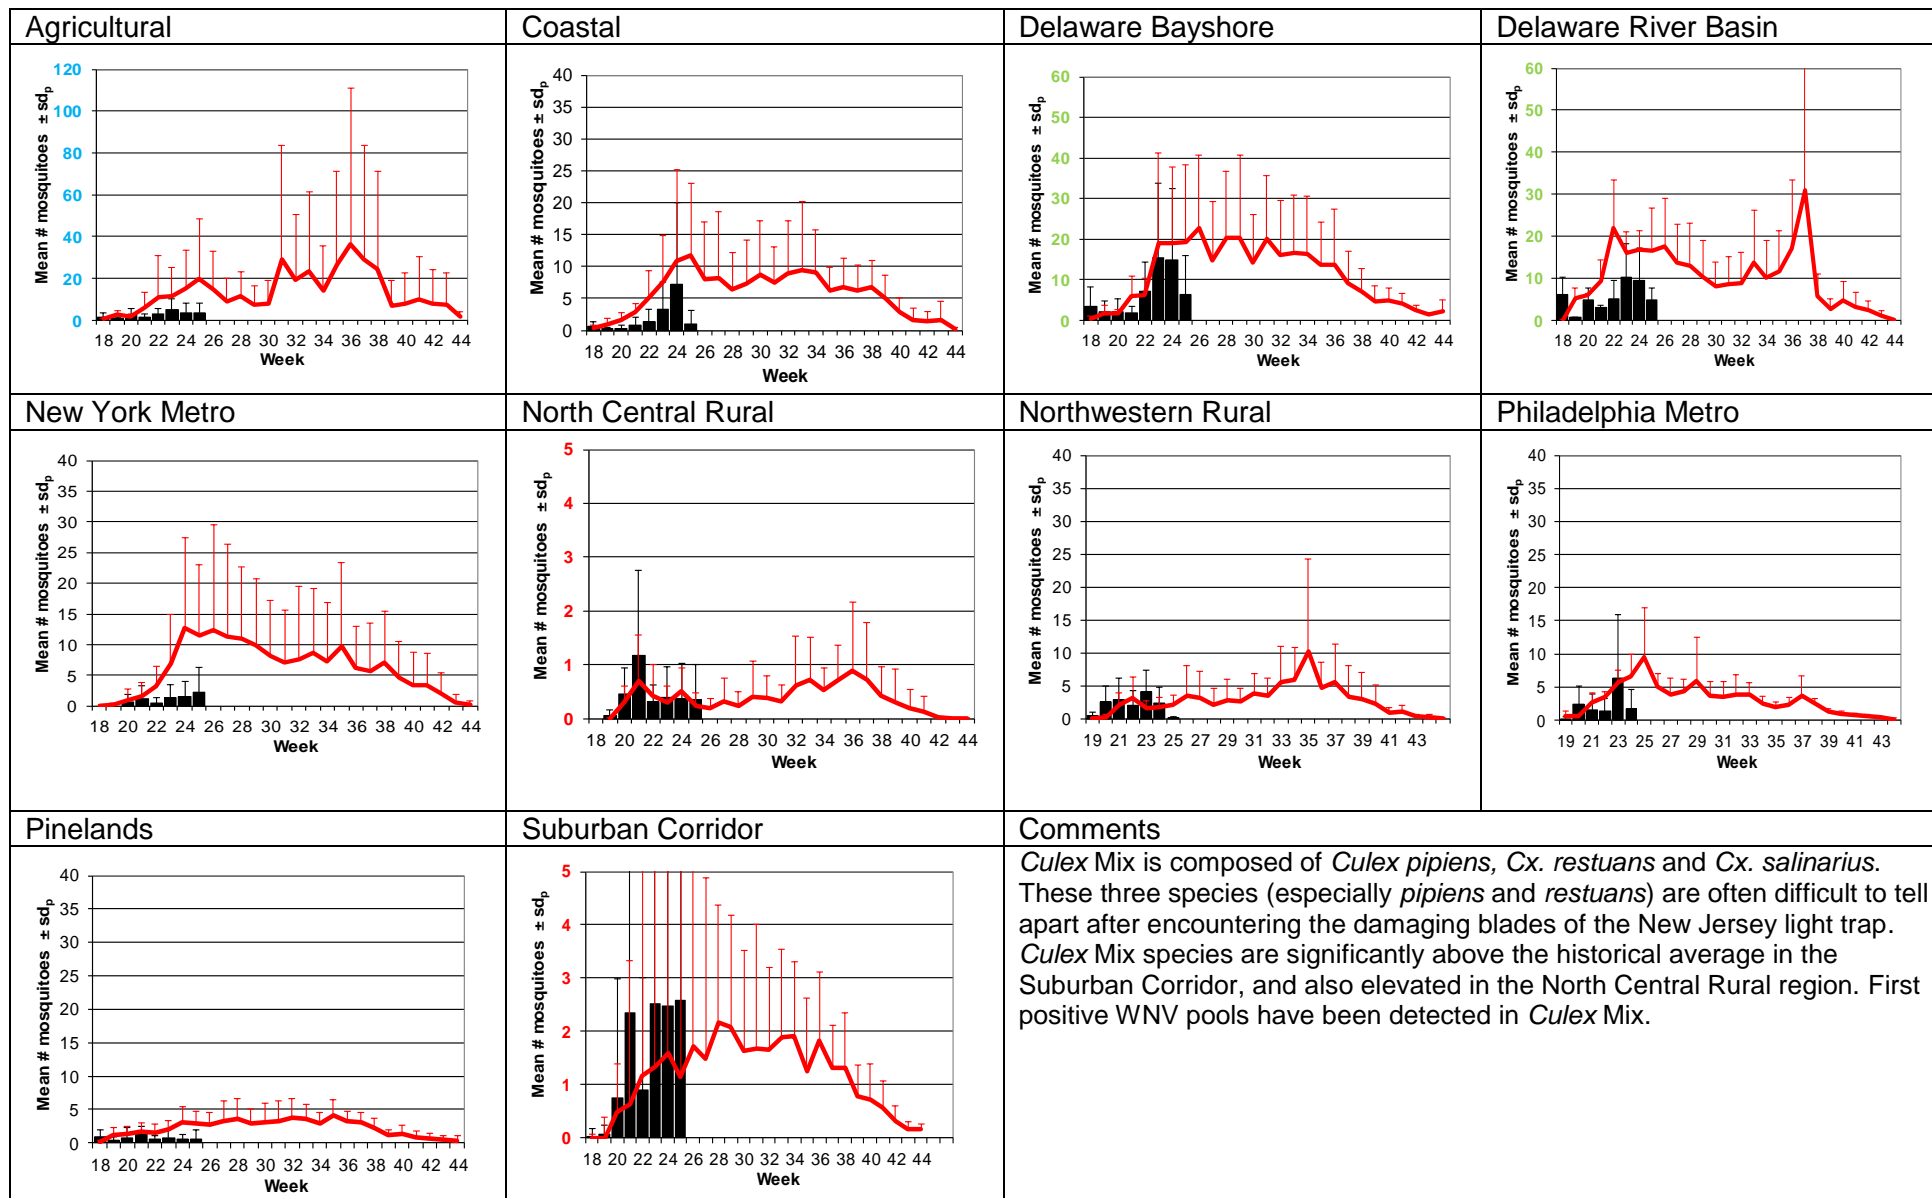 Agricultural
Mean # mosquitoes ± sdp
120
100
80
60
40
20
0
18 20 22 24 26 28 30 32 34 36 38 40 42 44
Week
Coastal
Mean # mosquitoes ± sdp
40
35
30
25
20
15
10
5
0
18 20 22 24 26 28 30 32 34 36 38 40 42 44
Week
Delaware Bayshore
Mean # mosquitoes ± sdp
60
50
40
30
20
10
0
18 20 22 24 26 28 30 32 34 36 38 40 42 44
Week
Delaware River Basin
Mean # mosquitoes ± sdp
60
50
40
30
20
10
0
18 20 22 24 26 28 30 32 34 36 38 40 42 44
Week
New York Metro
Mean # mosquitoes ± sdp
40
35
30
25
20
15
10
5
0
18 20 22 24 26 28 30 32 34 36 38 40 42 44
Week
North Central Rural
Mean # mosquitoes ± sdp
5
4
3
2
1
0
18 20 22 24 26 28 30 32 34 36 38 40 42 44
Week
Northwestern Rural
Mean # mosquitoes ± sdp
40
35
30
25
20
15
10
5
0
19 21 23 25 27 29 31 33 35 37 39 41 43
Week
Philadelphia Metro
Mean # mosquitoes ± sdp
40
35
30
25
20
15
10
5
0
19 21 23 25 27 29 31 33 35 37 39 41 43
Week
Pinelands
Mean # mosquitoes ± sdp
40
35
30
25
20
15
10
5
0
18 20 22 24 26 28 30 32 34 36 38 40 42 44
Week
Suburban Corridor
Mean # mosquitoes ± sdp
5
4
3
2
1
0
18 20 22 24 26 28 30 32 34 36 38 40 42 44
Week
Comments
Culex Mix is composed of Culex pipiens, Cx. restuans and Cx. salinarius.
These three species (especially pipiens and restuans) are often difficult to tell
apart after encountering the damaging blades of the New Jersey light trap.
Culex Mix species are significantly above the historical average in the
Suburban Corridor, and also elevated in the North Central Rural region. First
positive WNV pools have been detected in Culex Mix.